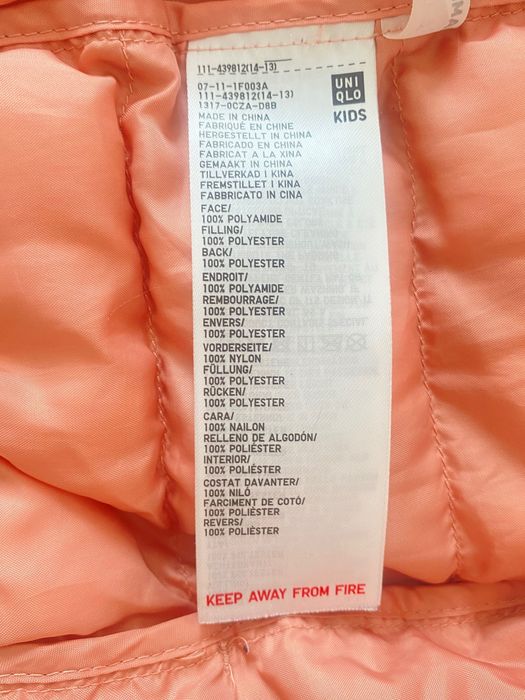 MA
111-439812(14-13)
07-11-1F003A
111-439812(14-13)
1317-0CZA-D8B
UNI
QLO
KIDS
MADE IN CHINA
FABRIQUÉ EN CHINE
HERGESTELLT IN CHINA
FABRICADO EN CHINA
FABRICAT A LA XINA
GEMAAKT IN CHINA
TILLVERKAD I KINA
FREMSTILLET I KINA
FABBRICATO IN CINA
FACE/
100% POLYAMIDE
FILLING/
100% POLYESTER
BACK/
100% POLYESTER
ENDROIT/
100% POLYAMIDE
REMBOURRAGE/
100% POLYESTER
ENVERS/
100% POLYESTER
VORDERSEITE/
100% NYLON
FÜLLUNG/
100% POLYESTER
RÜCKEN/
100% POLYESTER
CARA/
100% NAILON
RELLENO DE ALGODÓN/
100% POLIÉSTER
INTERIOR/
100% POLIÉSTER
COSTAT DAVANTER/
100% NILÓ
FARCIMENT DE COTÓ/
100% POLIÈSTER
REVERS/
100% POLIÈSTER
KEEP AWAY FROM FIRE